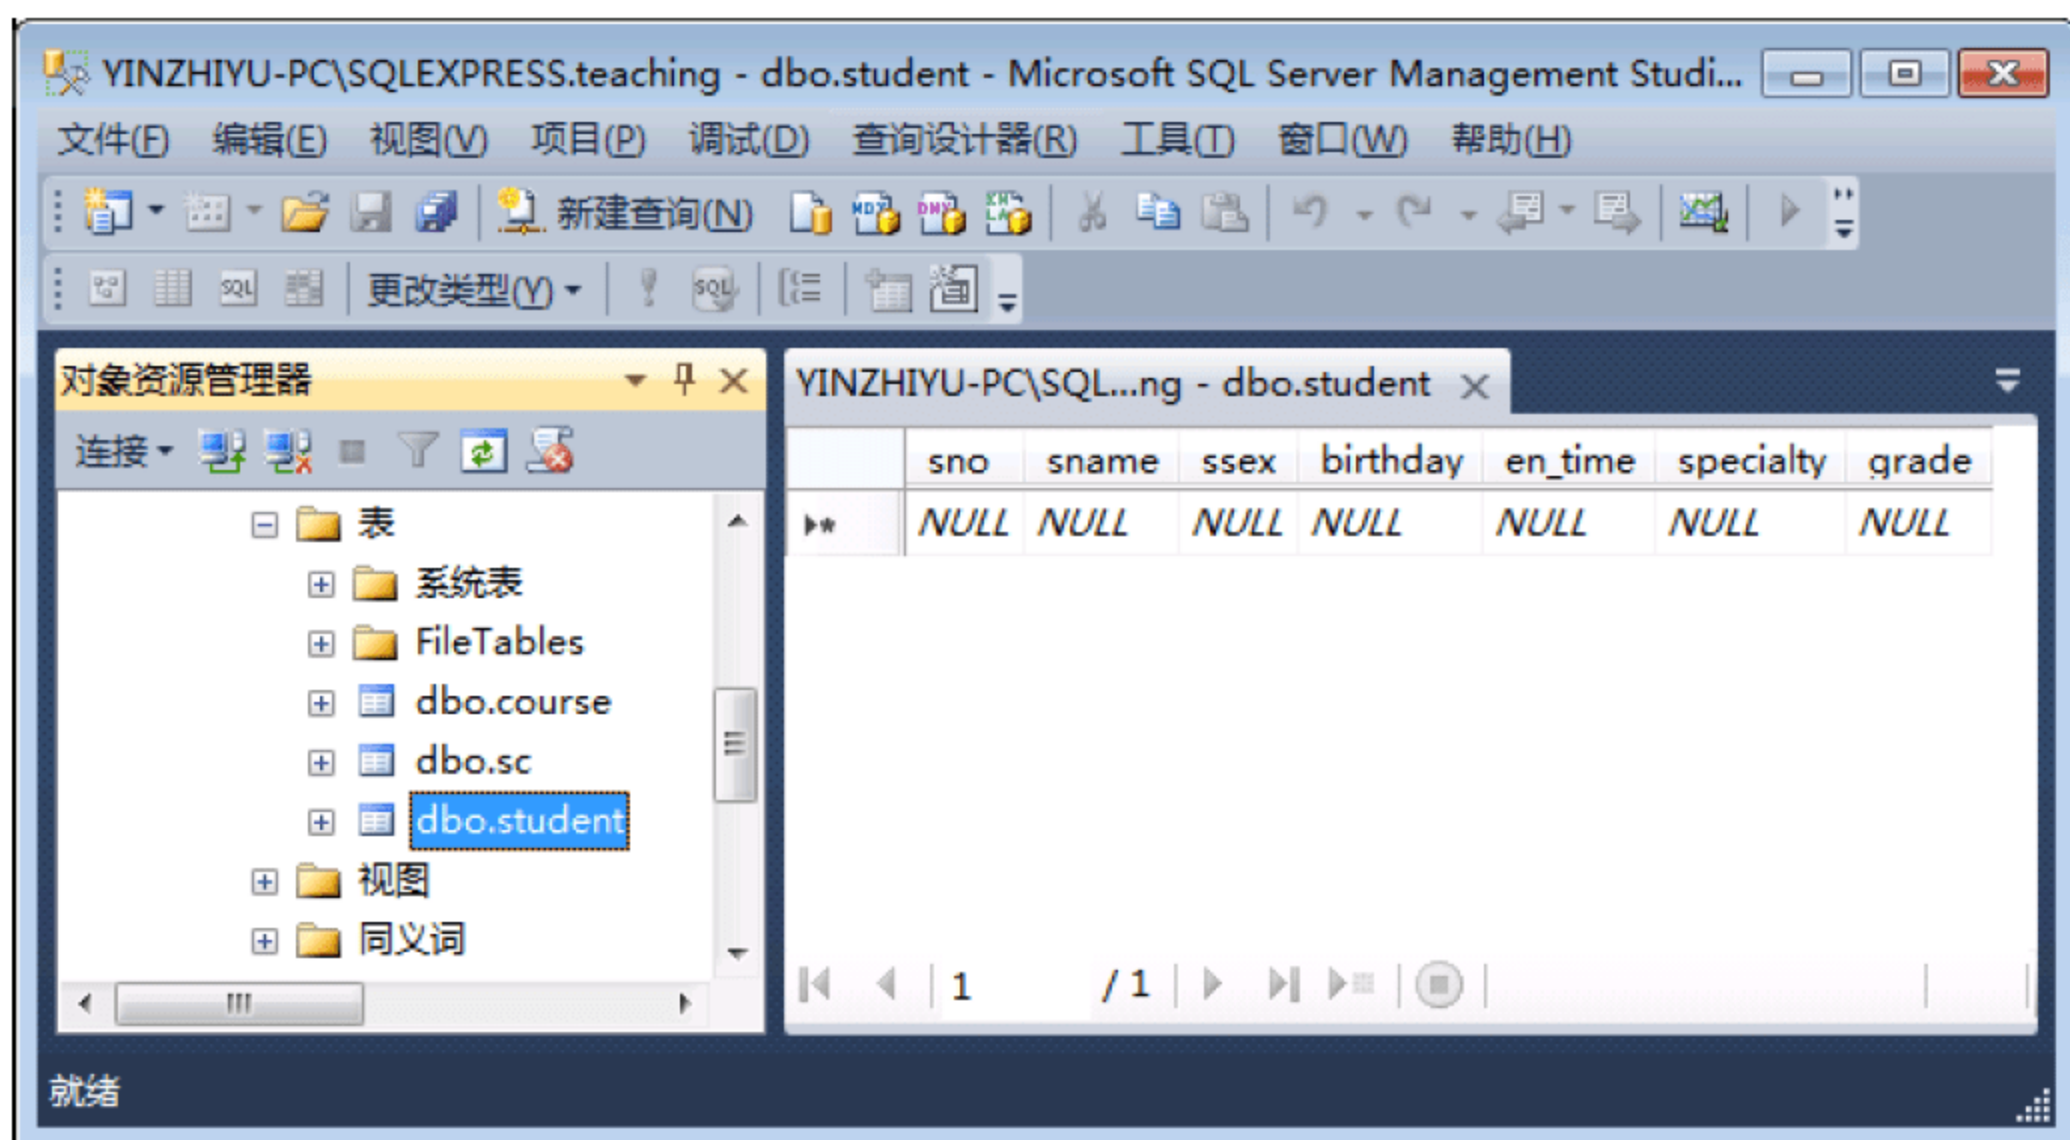 YINZHIYU-PC\SQLEXPRESS.teaching - dbo.student - Microsoft SQL Server Management Studi...
文件(F) 编辑(E) 视图(V) 项目(P) 调试(D) 查询设计器(R) 工具(T) 窗口(W) 帮助(H)
新建查询(N)
更改类型(Y)
对象资源管理器
连接
表
系统表
FileTables
dbo.course
dbo.sc
dbo.student
视图
同义词
YINZHIYU-PC\SQL...ng - dbo.student
sno sname ssex birthday en_time specialty grade
NULL NULL NULL NULL NULL NULL NULL
1 / 1
就绪